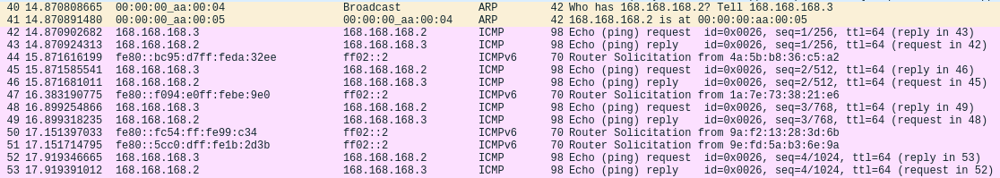 40 14.870808665 00:00:00_aa:00:04 Broadcast ARP 42 Who has 168.168.168.2? Tell 168.168.168.3
41 14.870891480 00:00:00_aa:00:05 00:00:00_aa:00:04 ARP 42 168.168.168.2 is at 00:00:00:aa:00:05
42 14.870902682 168.168.168.3 168.168.168.2 ICMP 98 Echo (ping) request id=0x0026, seq=1/256, ttl=64 (reply in 43)
43 14.870924313 168.168.168.2 168.168.168.3 ICMP 98 Echo (ping) reply id=0x0026, seq=1/256, ttl=64 (request in 42)
44 15.871616199 fe80::bc95:d7ff:feda:32ee ff02::2 ICMPv6 70 Router Solicitation from 4a:5b:b8:36:c5:a2
45 15.871585541 168.168.168.3 168.168.168.2 ICMP 98 Echo (ping) request id=0x0026, seq=2/512, ttl=64 (reply in 46)
46 15.871681011 168.168.168.2 168.168.168.3 ICMP 98 Echo (ping) reply id=0x0026, seq=2/512, ttl=64 (request in 45)
47 16.383190775 fe80::f094:e0ff:febe:9e0 ff02::2 ICMPv6 70 Router Solicitation from 1a:7e:73:38:21:e6
48 16.899254866 168.168.168.3 168.168.168.2 ICMP 98 Echo (ping) request id=0x0026, seq=3/768, ttl=64 (reply in 49)
49 16.899318235 168.168.168.2 168.168.168.3 ICMP 98 Echo (ping) reply id=0x0026, seq=3/768, ttl=64 (request in 48)
50 17.151397033 fe80::fc54:ff:fe99:c34 ff02::2 ICMPv6 70 Router Solicitation from 9a:f2:13:28:3d:6b
51 17.151714795 fe80::5cc0:dff:fe1b:2d3b ff02::2 ICMPv6 70 Router Solicitation from 9e:fd:5a:b3:6e:9a
52 17.919346665 168.168.168.3 168.168.168.2 ICMP 98 Echo (ping) request id=0x0026, seq=4/1024, ttl=64 (reply in 53)
53 17.919391012 168.168.168.2 168.168.168.3 ICMP 98 Echo (ping) reply id=0x0026, seq=4/1024, ttl=64 (request in 52)